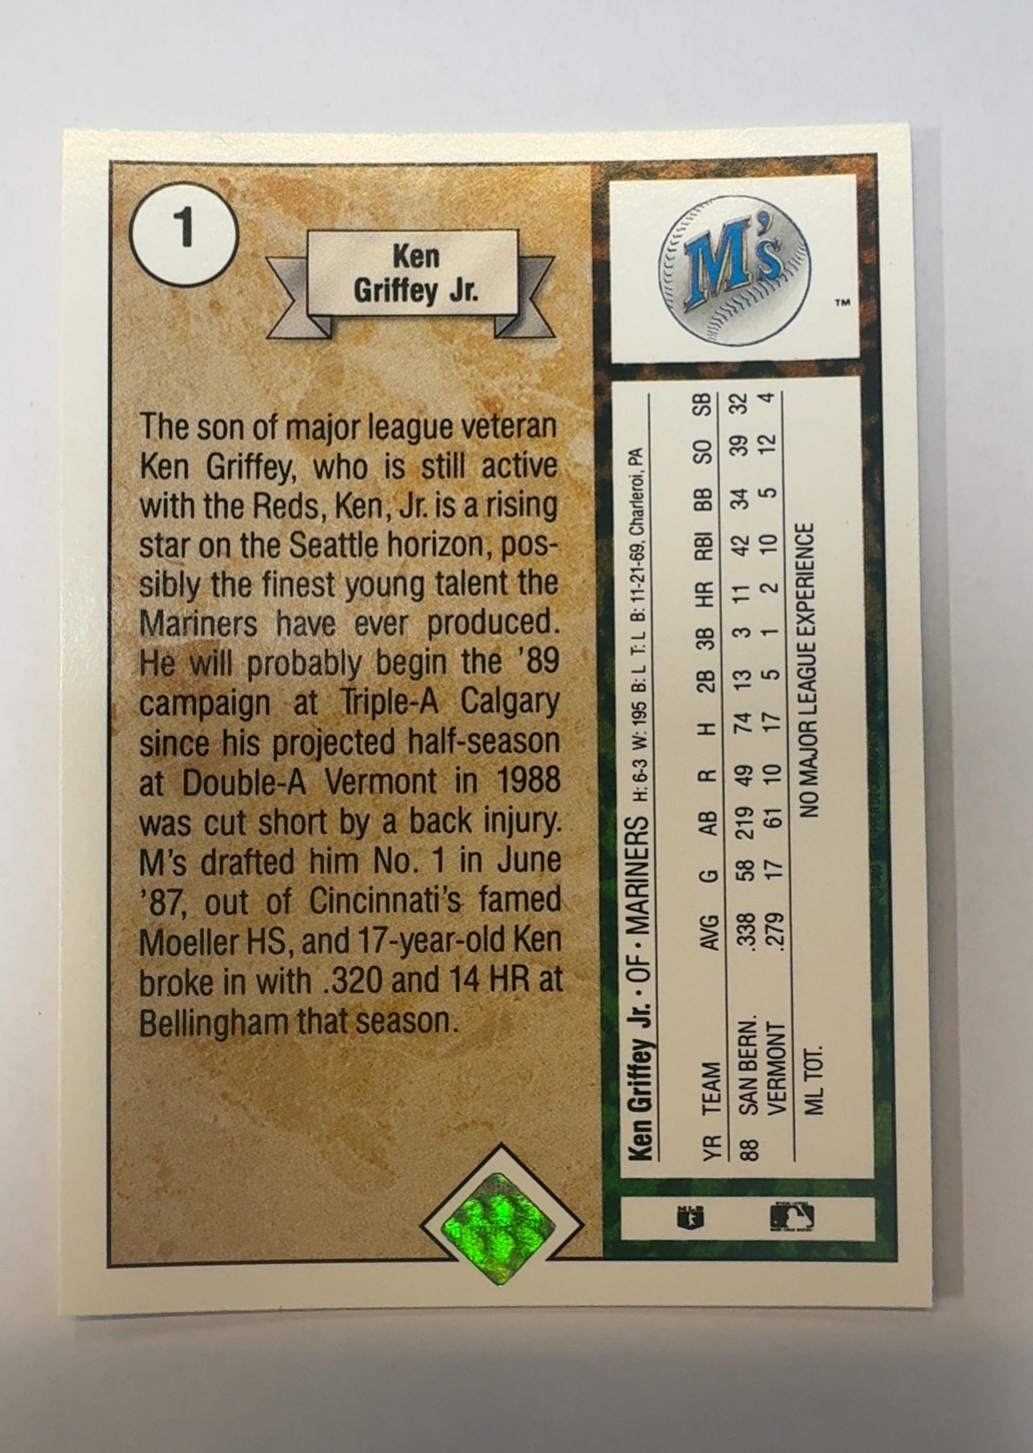 1
Ken
Griffey Jr.
The son of major league veteran
Ken Griffey, who is still active
with the Reds, Ken, Jr. is a rising
star on the Seattle horizon, pos-
sibly the finest young talent the
Mariners have ever produced.
He will probably begin the '89
campaign at Triple-A Calgary
since his projected half-season
at Double-A Vermont in 1988
was cut short by a back injury.
M's drafted him No. 1 in June
'87, out of Cincinnati's famed
Moeller HS, and 17-year-old Ken
broke in with .320 and 14 HR at
Bellingham that season.
M's
TM
Ken Griffey Jr. • OF • MARINERS H: 6-3 W: 195 B: L T: L B: 11-21-69, Charleroi, PA
YR TEAM AVG G AB R H 2B 3B HR RBI BB SO SB
88 SAN BERN. .338 58 219 49 74 13 3 11 42 34 39 32
VERMONT .279 17 61 10 17 5 1 2 10 5 12 4
ML TOT. NO MAJOR LEAGUE EXPERIENCE